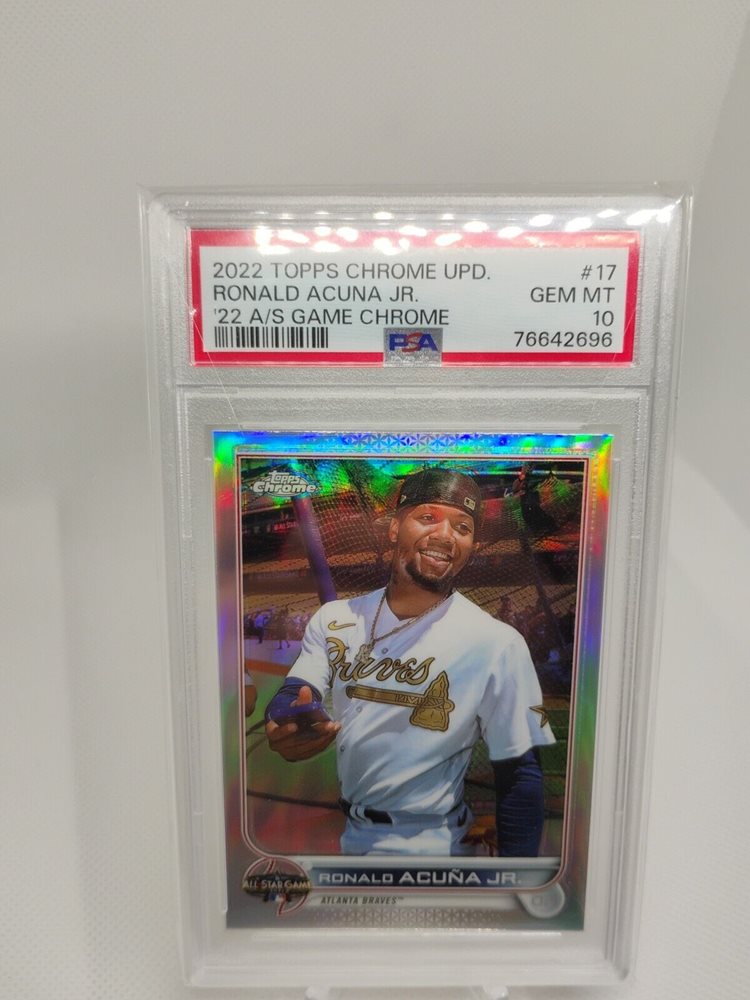 2022 TOPPS CHROME UPD. #17
RONALD ACUNA JR. GEM MT
'22 A/S GAME CHROME 10
76642696
PSA
topps
Chrome
Braves
ALL STAR GAME
RONALD ACUÑA JR.
ATLANTA BRAVES™